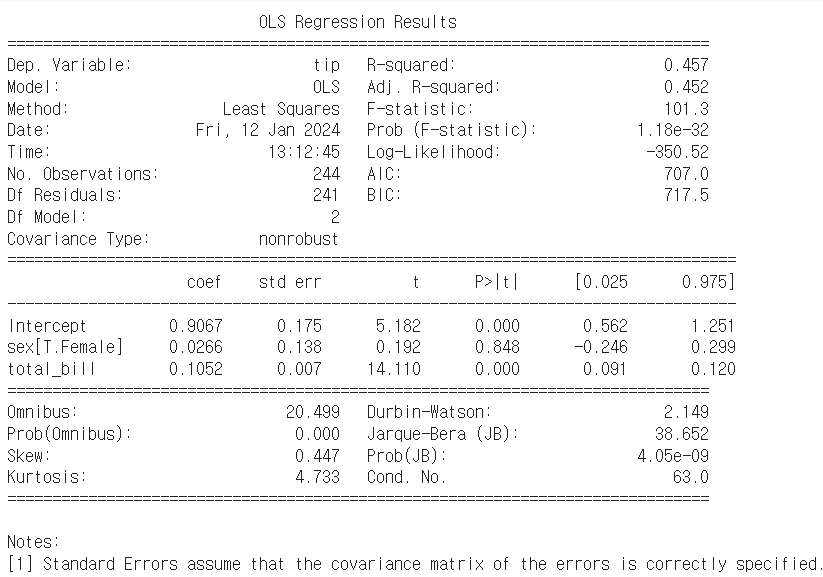 OLS Regression Results
==============================================================================
Dep. Variable: tip R-squared: 0.457
Model: OLS Adj. R-squared: 0.452
Method: Least Squares F-statistic: 101.3
Date: Fri, 12 Jan 2024 Prob (F-statistic): 1.18e-32
Time: 13:12:45 Log-Likelihood: -350.52
No. Observations: 244 AIC: 707.0
Df Residuals: 241 BIC: 717.5
Df Model: 2
Covariance Type: nonrobust
=================================================================================
coef std err t P>|t| [0.025 0.975]
---------------------------------------------------------------------------------
Intercept 0.9067 0.175 5.182 0.000 0.562 1.251
sex[T.Female] 0.0266 0.138 0.192 0.848 -0.246 0.299
total_bill 0.1052 0.007 14.110 0.000 0.091 0.120
==============================================================================
Omnibus: 20.499 Durbin-Watson: 2.149
Prob(Omnibus): 0.000 Jarque-Bera (JB): 38.652
Skew: 0.447 Prob(JB): 4.05e-09
Kurtosis: 4.733 Cond. No. 63.0
==============================================================================
Notes:
[1] Standard Errors assume that the covariance matrix of the errors is correctly specified.